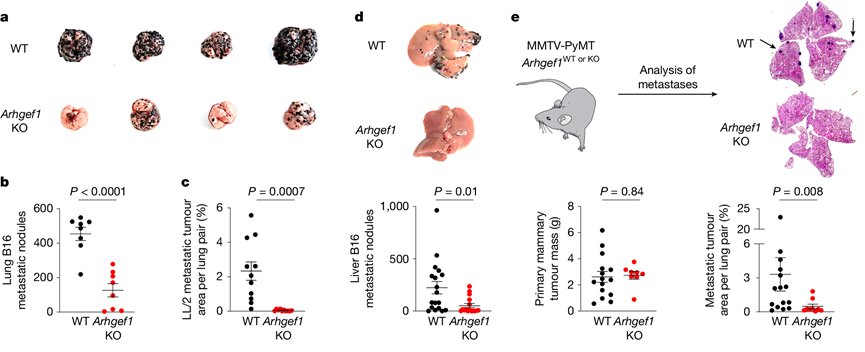 a
WT
Arhgef1
KO
b
P < 0.0001
Lung B16
metastatic nodules
600
400
200
0
WT Arhgef1
KO
c
P = 0.0007
LL/2 metastatic tumour
area per lung pair (%)
6
5
4
3
2
1
0
WT Arhgef1
KO
d
WT
Arhgef1
KO
P = 0.01
Liver B16
metastatic nodules
1,000
500
0
WT Arhgef1
KO
e
MMTV-PyMT
Arhgef1WT or KO
Analysis of
metastases
WT
Arhgef1
KO
P = 0.84
Primary mammary
tumour mass (g)
8
6
4
2
0
WT Arhgef1
KO
P = 0.008
Metastatic tumour
area per lung pair (%)
25
20
15
6
3
0
WT Arhgef1
KO